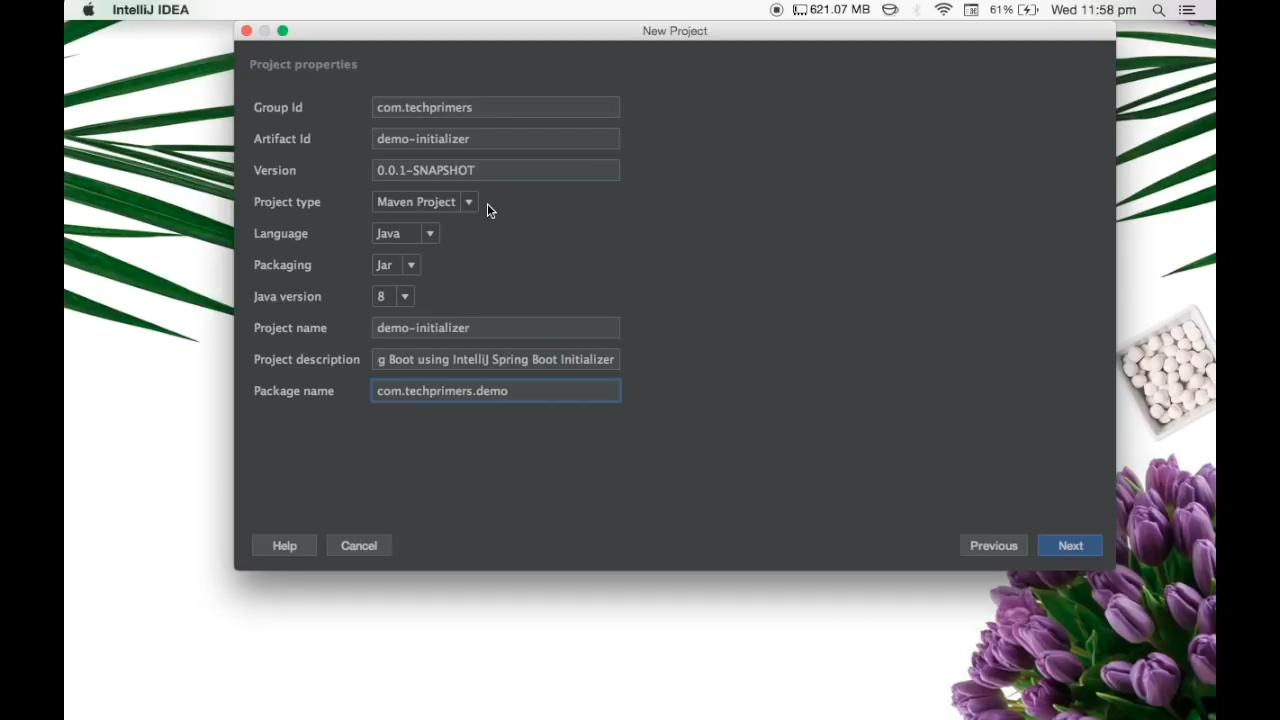 IntelliJ IDEA 621.07 MB 61% Wed 11:58 pm
New Project
Project properties
Group Id com.techprimers
Artifact Id demo-initializer
Version 0.0.1-SNAPSHOT
Project type Maven Project
Language Java
Packaging Jar
Java version 8
Project name demo-initializer
Project description g Boot using IntelliJ Spring Boot Initializer
Package name com.techprimers.demo
Help Cancel Previous Next